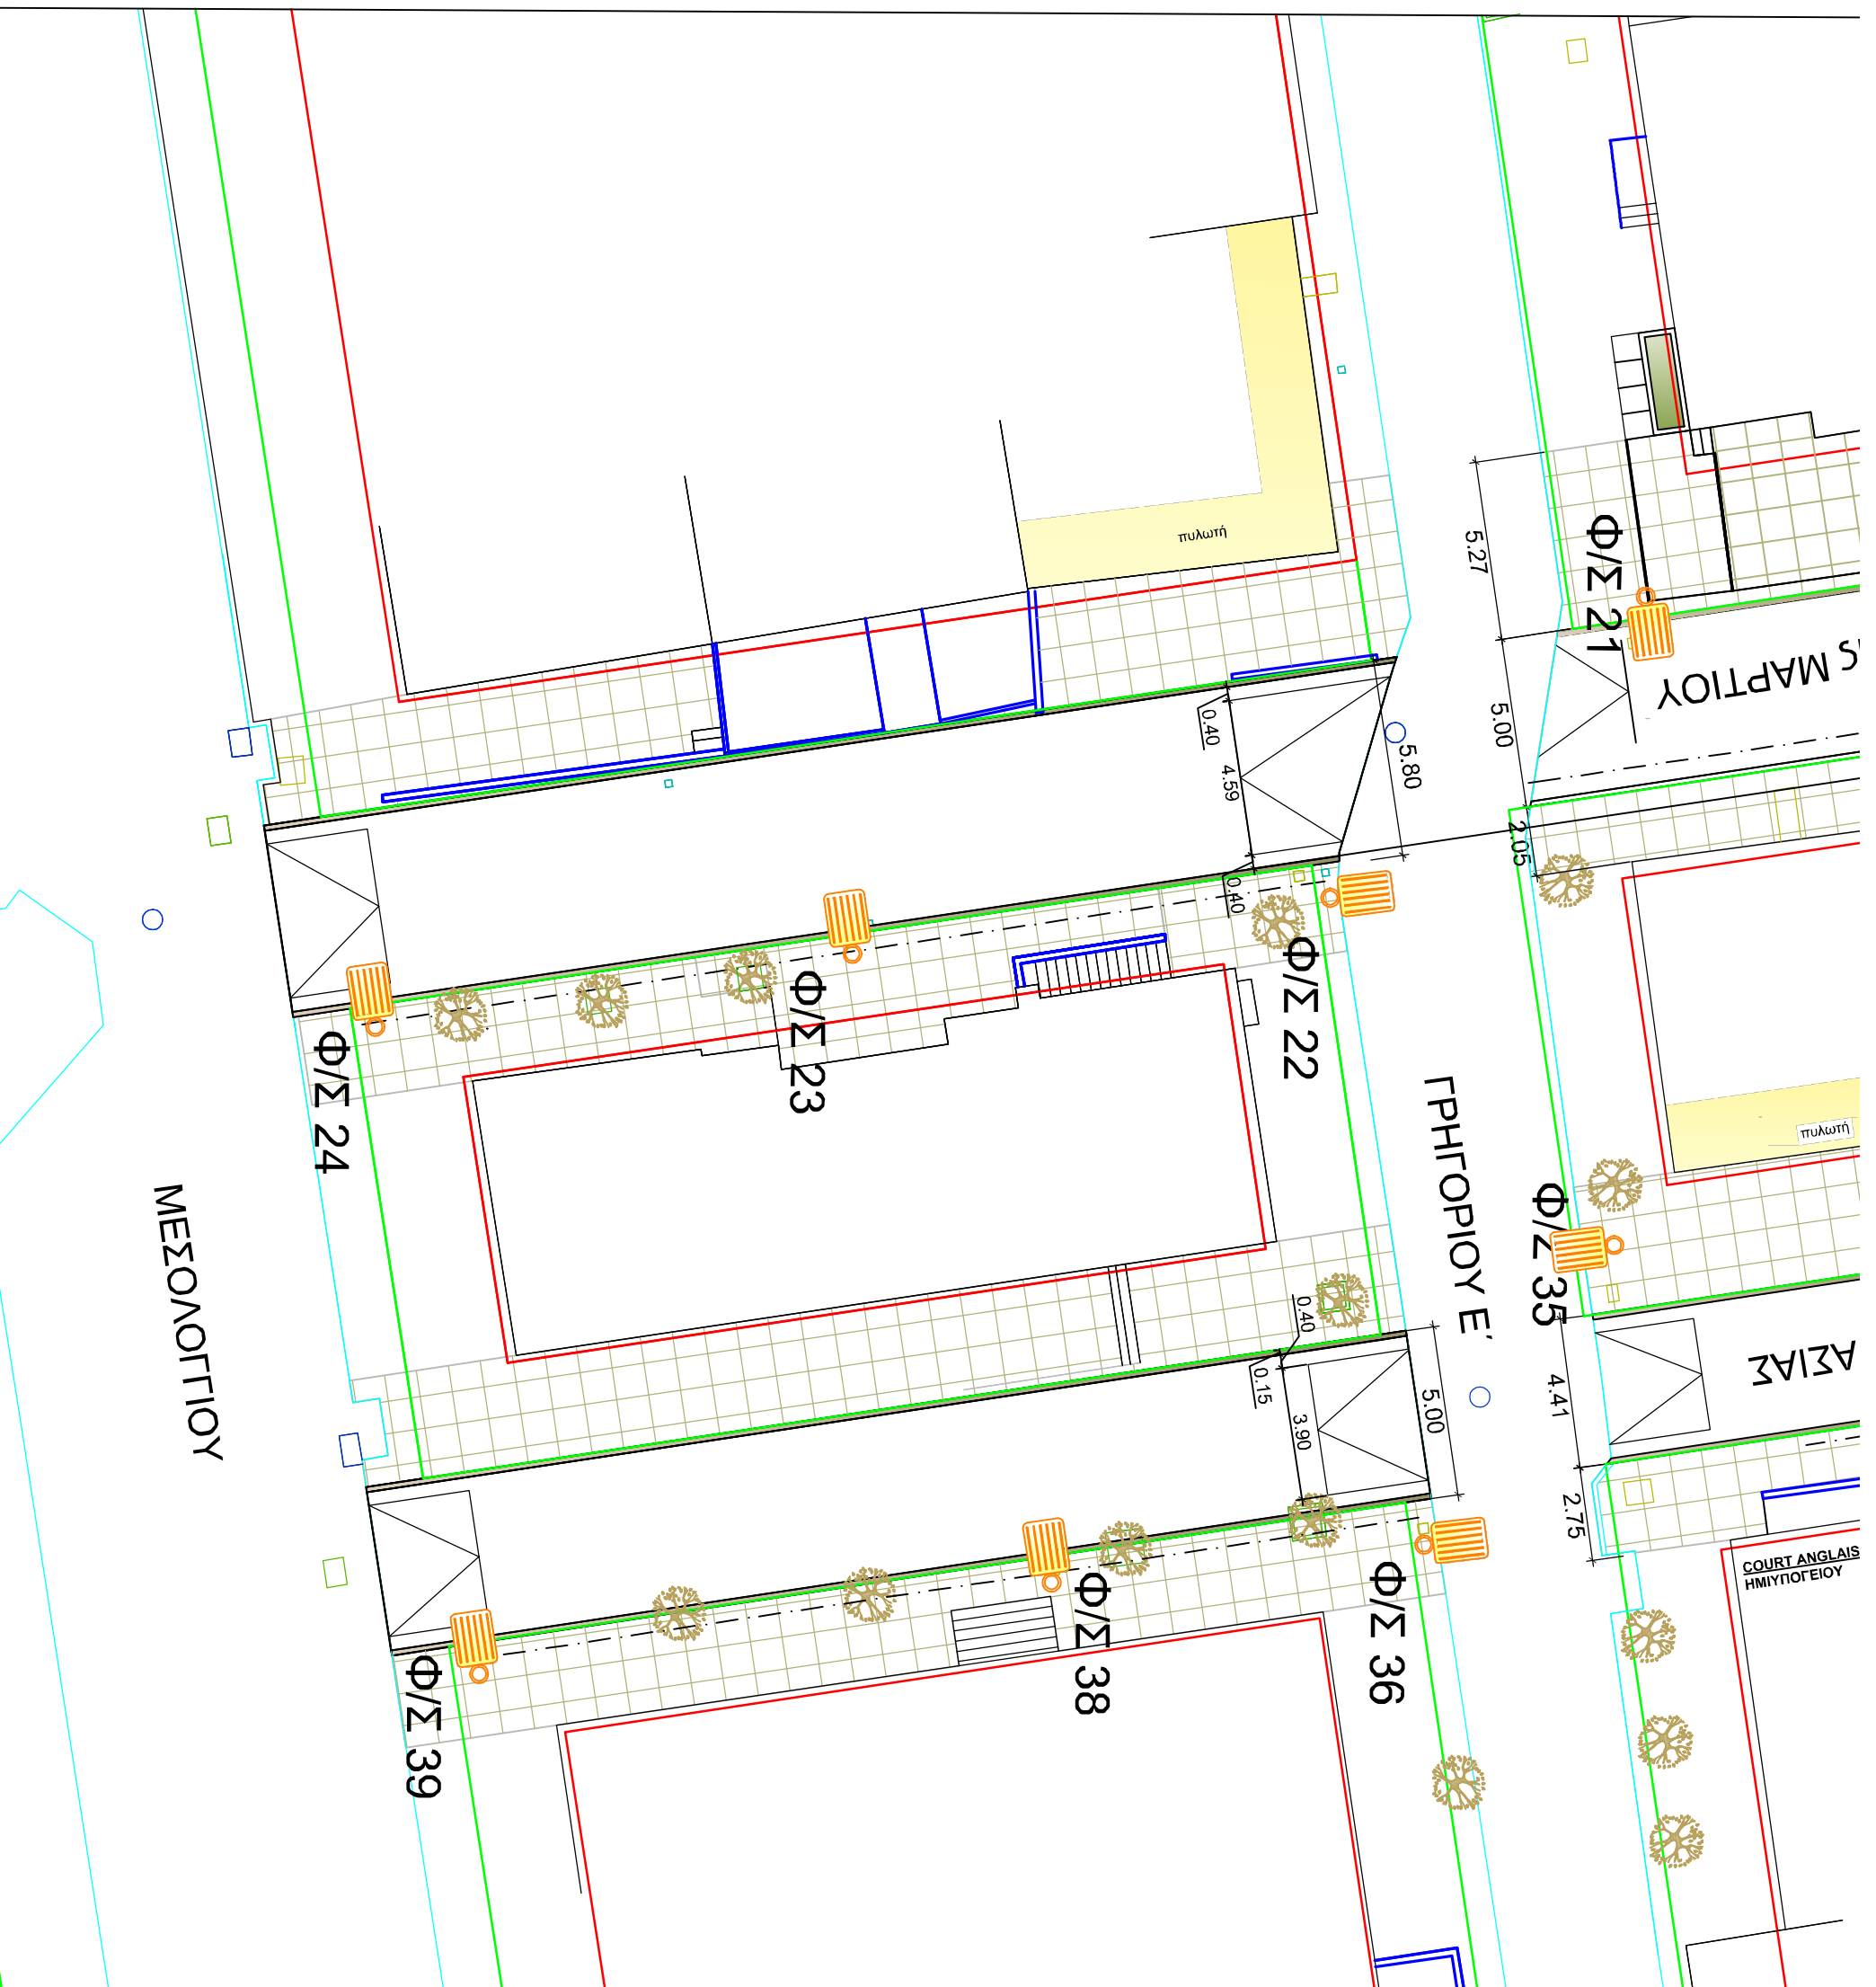 πυλωτή
5.27
Φ/Σ 21
ης ΜΑΡΤΙΟΥ
5.00
0.40
4.59
5.80
2.05
0.40
Φ/Σ 22
Φ/Σ 23
Φ/Σ 24
ΜΕΣΟΛΟΓΓΙΟΥ
ΓΡΗΓΟΡΙΟΥ Ε΄
πυλωτή
Φ/Σ 35
0.40
0.15
3.90
5.00
4.41
ΑΣΙΑΣ
2.75
COURT ANGLAIS
ΗΜΙΥΠΟΓΕΙΟΥ
Φ/Σ 36
Φ/Σ 38
Φ/Σ 39